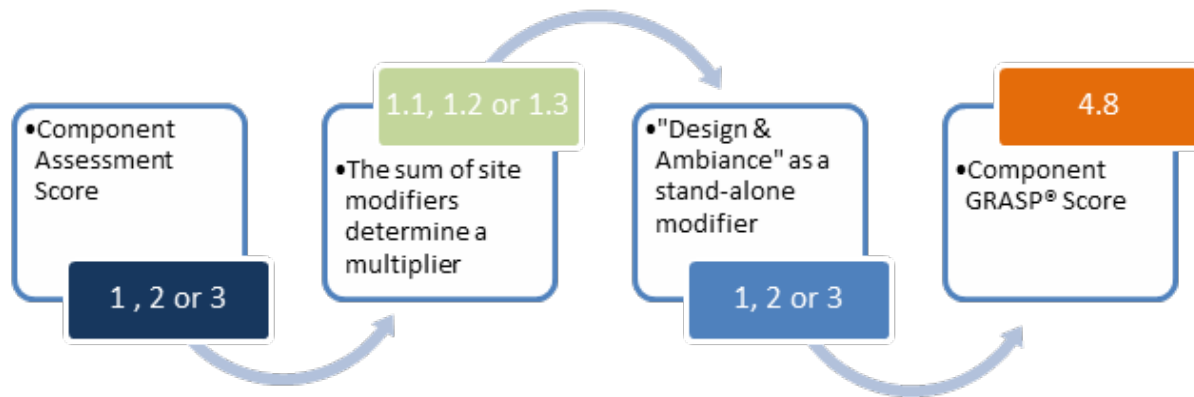 •Component
Assessment
Score
1 , 2 or 3
1.1, 1.2 or 1.3
•The sum of site
modifiers
determine a
multiplier
•"Design &
Ambiance" as a
stand-alone
modifier
1, 2 or 3
4.8
•Component
GRASP® Score